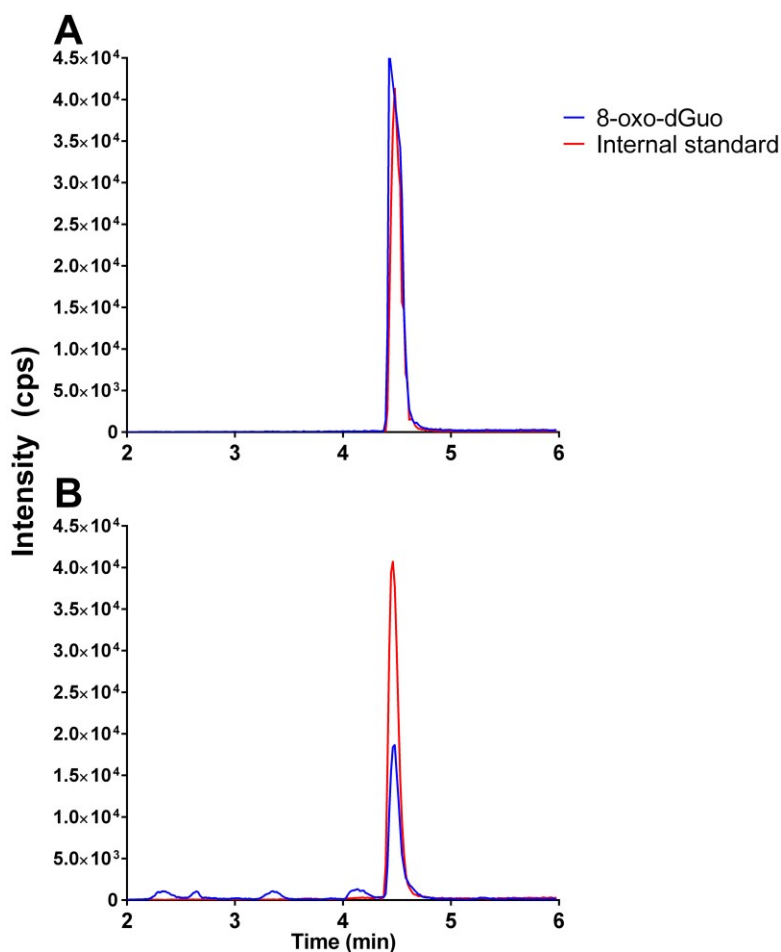 A
4.5×10⁴
4.0×10⁴
3.5×10⁴
3.0×10⁴
2.5×10⁴
2.0×10⁴
1.5×10⁴
1.0×10⁴
5.0×10³
0
2 3 4 5 6
8-oxo-dGuo
Internal standard
Intensity (cps)
B
4.5×10⁴
4.0×10⁴
3.5×10⁴
3.0×10⁴
2.5×10⁴
2.0×10⁴
1.5×10⁴
1.0×10⁴
5.0×10³
0
2 3 4 5 6
Time (min)